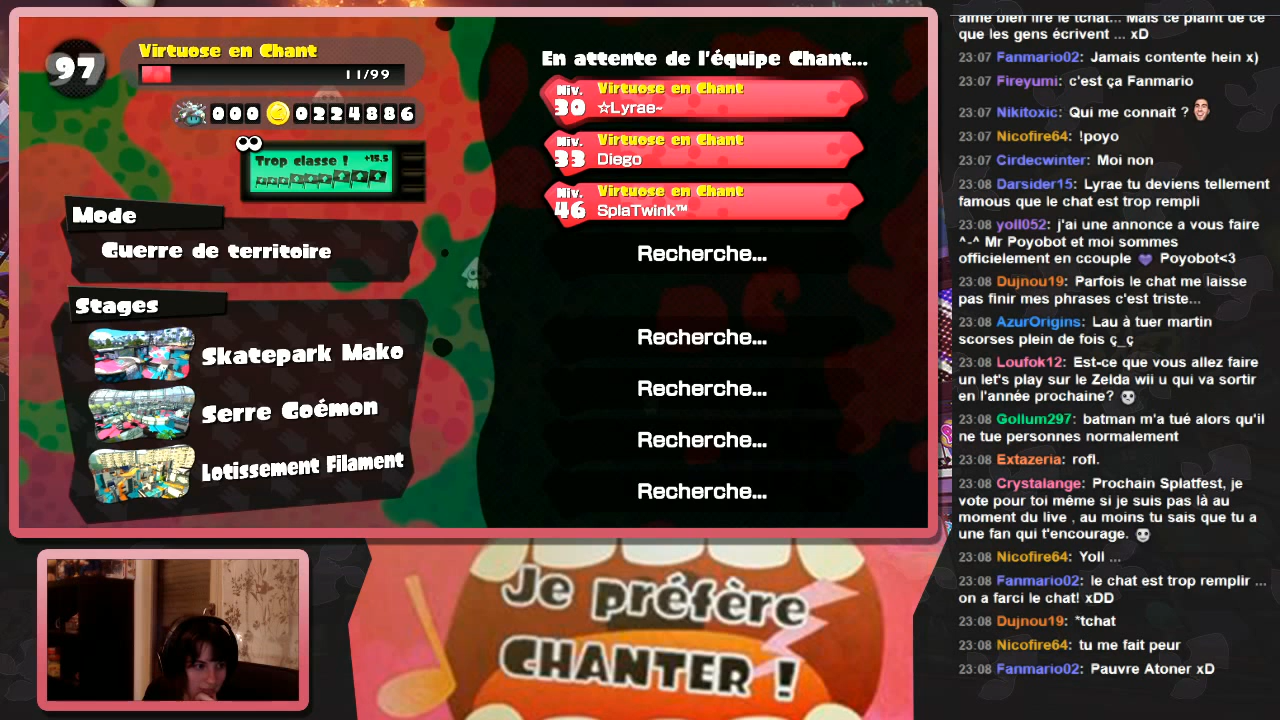 97
Virtuose en Chant
11/99
000 0224886
Trop classe ! +15.5
Mode
Guerre de territoire
Stages
Skatepark Mako
Serre Goémon
Lotissement Filament
En attente de l'équipe Chant...
Niv. 30 Virtuose en Chant
☆Lyrae~
Niv. 33 Virtuose en Chant
Diego
Niv. 46 Virtuose en Chant
SplaTwink™
Recherche...
Recherche...
Recherche...
Recherche...
Recherche...
Je préfère
CHANTER !
aime bien lire le tchat... Mais ce plaint de ce
que les gens écrivent ... xD
23:07 Fanmario02: Jamais contente hein x)
23:07 Fireyumi: c'est ça Fanmario
23:07 Nikitoxic: Qui me connait ?
23:07 Nicofire64: !poyo
23:07 Cirdecwinter: Moi non
23:07 Darsider15: Lyrae tu deviens tellement
famous que le chat est trop rempli
23:08 yoll052: j'ai une annonce a vous faire
^-^ Mr Poyobot et moi sommes
officielement en ccouple 💜 Poyobot<3
23:08 Dujnou19: Parfois le chat me laisse
pas finir mes phrases c'est triste...
23:08 AzurOrigins: Lau à tuer martin
scorses plein de fois ç_ç
23:08 Loufok12: Est-ce que vous allez faire
un let's play sur le Zelda wii u qui va sortir
en l'année prochaine?
23:08 Gollum297: batman m'a tué alors qu'il
ne tue personnes normalement
23:08 Extazeria: rofl.
23:08 Crystalange: Prochain Splatfest, je
vote pour toi même si je suis pas là au
moment du live , au moins tu sais que tu a
une fan qui t'encourage.
23:08 Nicofire64: Yoll ...
23:08 Fanmario02: le chat est trop remplir ...
on a farci le chat! xDD
23:08 Dujnou19: *tchat
23:08 Nicofire64: tu me fait peur
23:08 Fanmario02: Pauvre Atoner xD